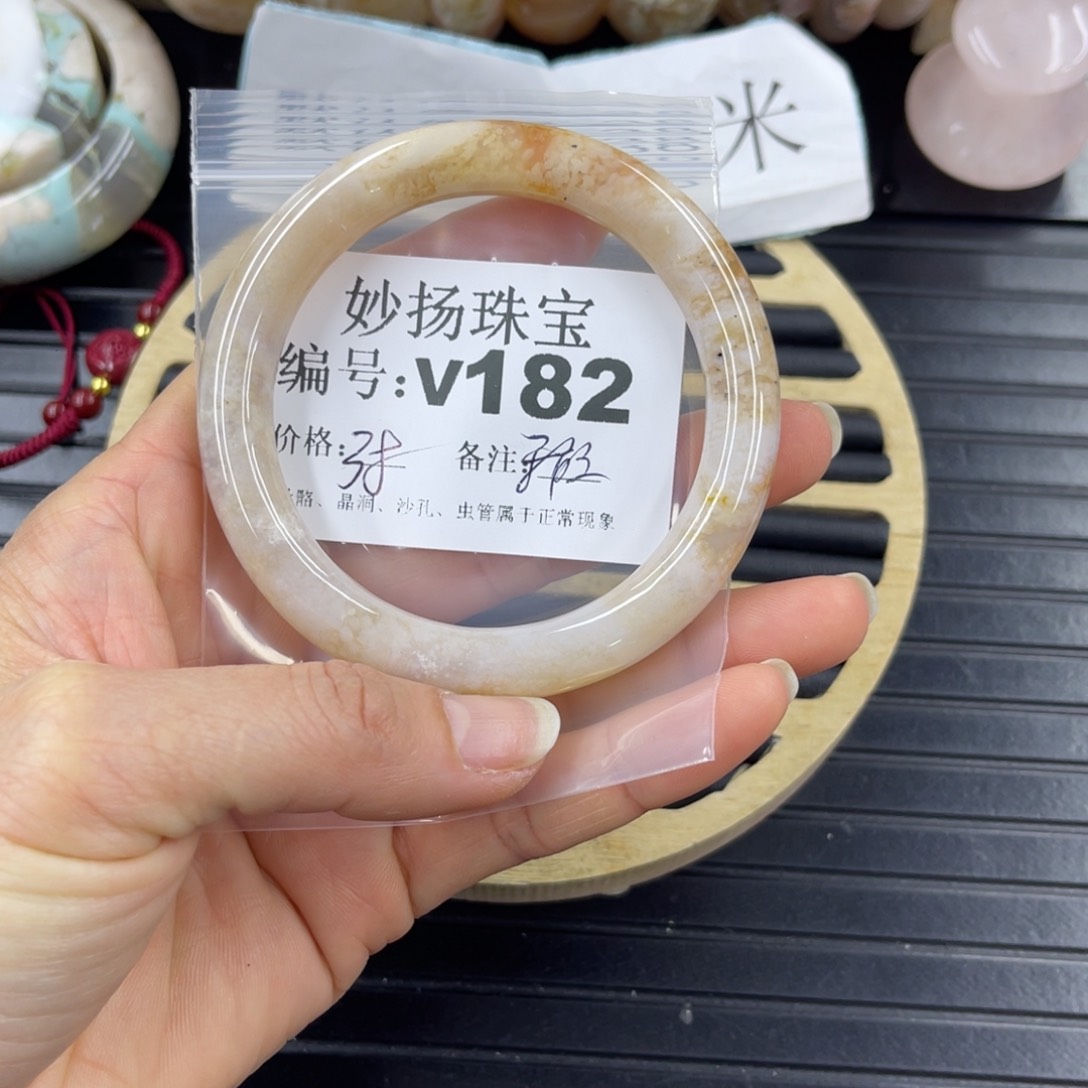 米
妙扬珠宝
编号:V182
价格: 备注:
骼、晶洞、沙孔、虫管属于正常现象